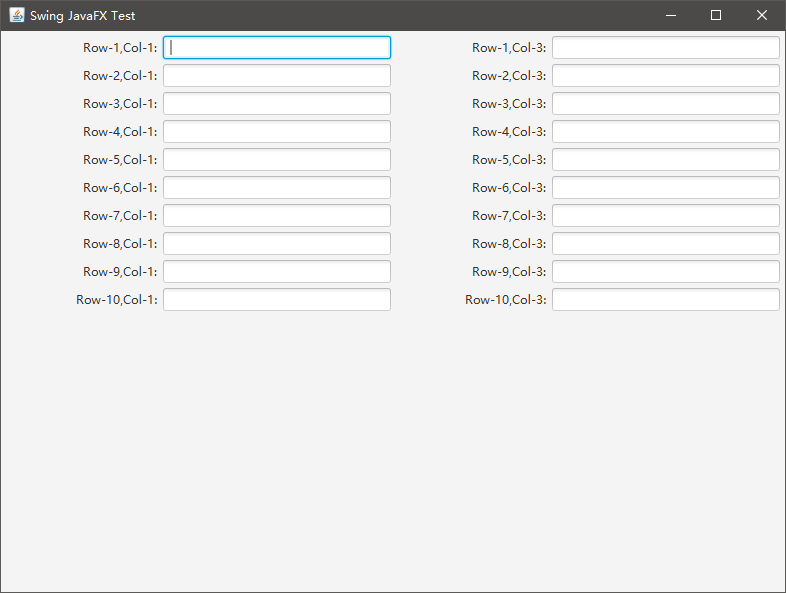 Swing JavaFX Test
Row-1,Col-1: Row-1,Col-3:
Row-2,Col-1: Row-2,Col-3:
Row-3,Col-1: Row-3,Col-3:
Row-4,Col-1: Row-4,Col-3:
Row-5,Col-1: Row-5,Col-3:
Row-6,Col-1: Row-6,Col-3:
Row-7,Col-1: Row-7,Col-3:
Row-8,Col-1: Row-8,Col-3:
Row-9,Col-1: Row-9,Col-3:
Row-10,Col-1: Row-10,Col-3: